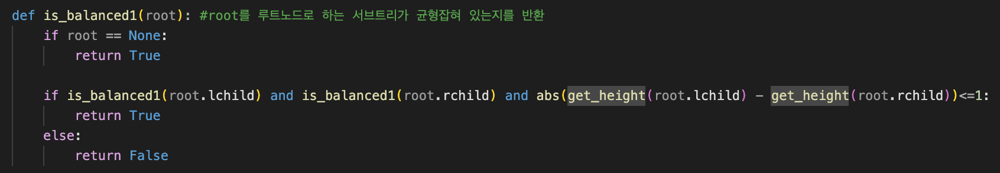 def is_balanced1(root): #root를 루트노드로 하는 서브트리가 균형잡혀 있는지를 반환
    if root == None:
        return True
    if is_balanced1(root.lchild) and is_balanced1(root.rchild) and abs(get_height(root.lchild) - get_height(root.rchild))<=1:
        return True
    else:
        return False